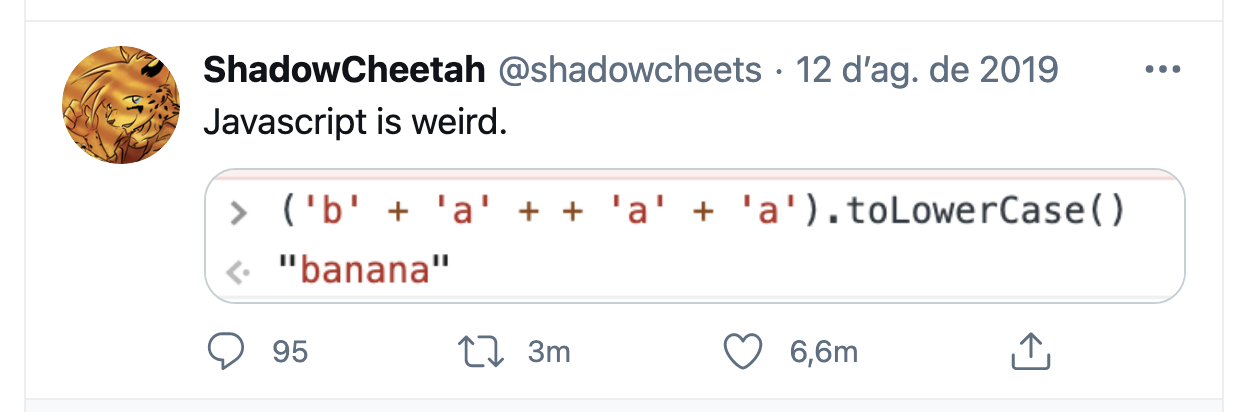 ShadowCheetah @shadowcheets · 12 d’ag. de 2019
Javascript is weird.
> ('b' + 'a' + + 'a' + 'a').toLowerCase()
"banana"
95 3m 6,6m